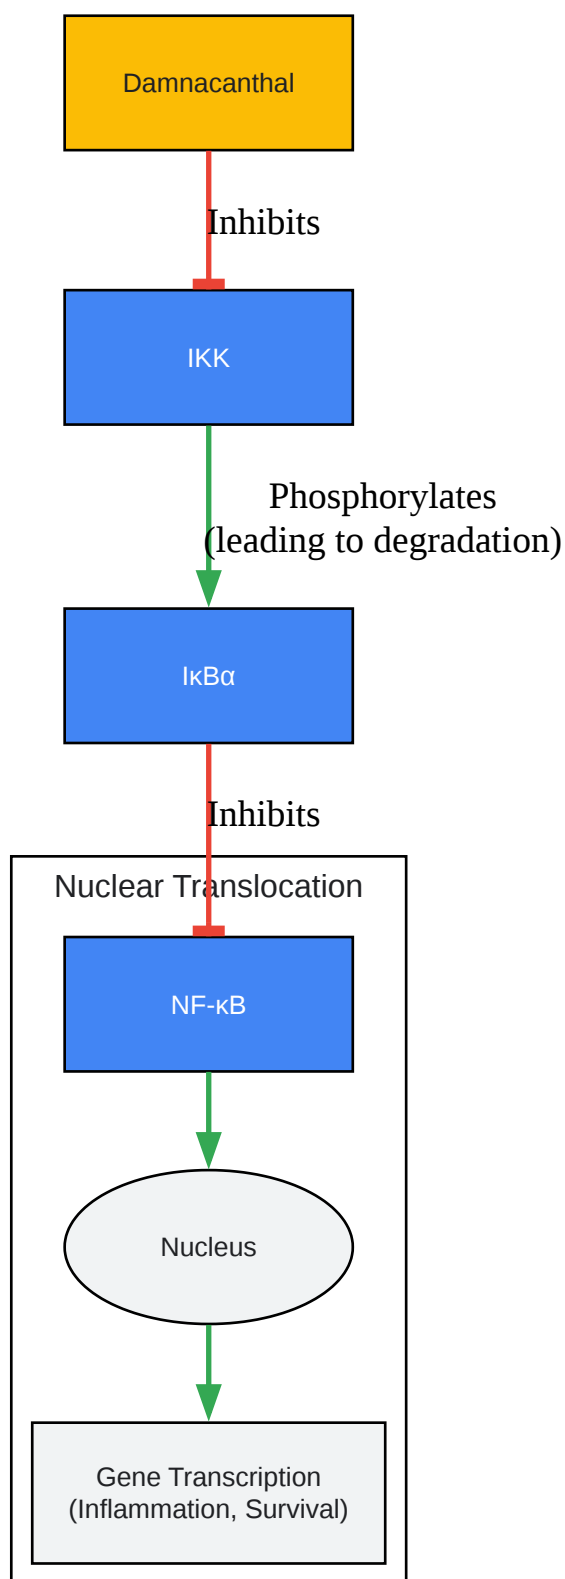 Damnacanthal
Inhibits
IKK
Phosphorylates
(leading to degradation)
IκBα
Inhibits
Nuclear Translocation
NF-κB
Nucleus
Gene Transcription
(Inflammation, Survival)